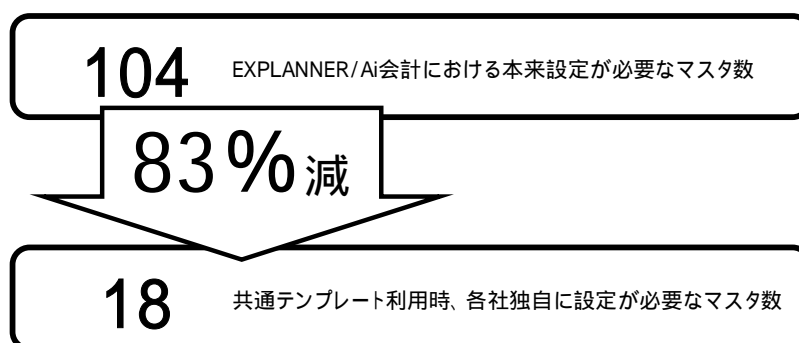 104 EXPLANNER/Ai会計における本来設定が必要なマスタ数
83%減
18 共通テンプレート利用時、各社独自に設定が必要なマスタ数